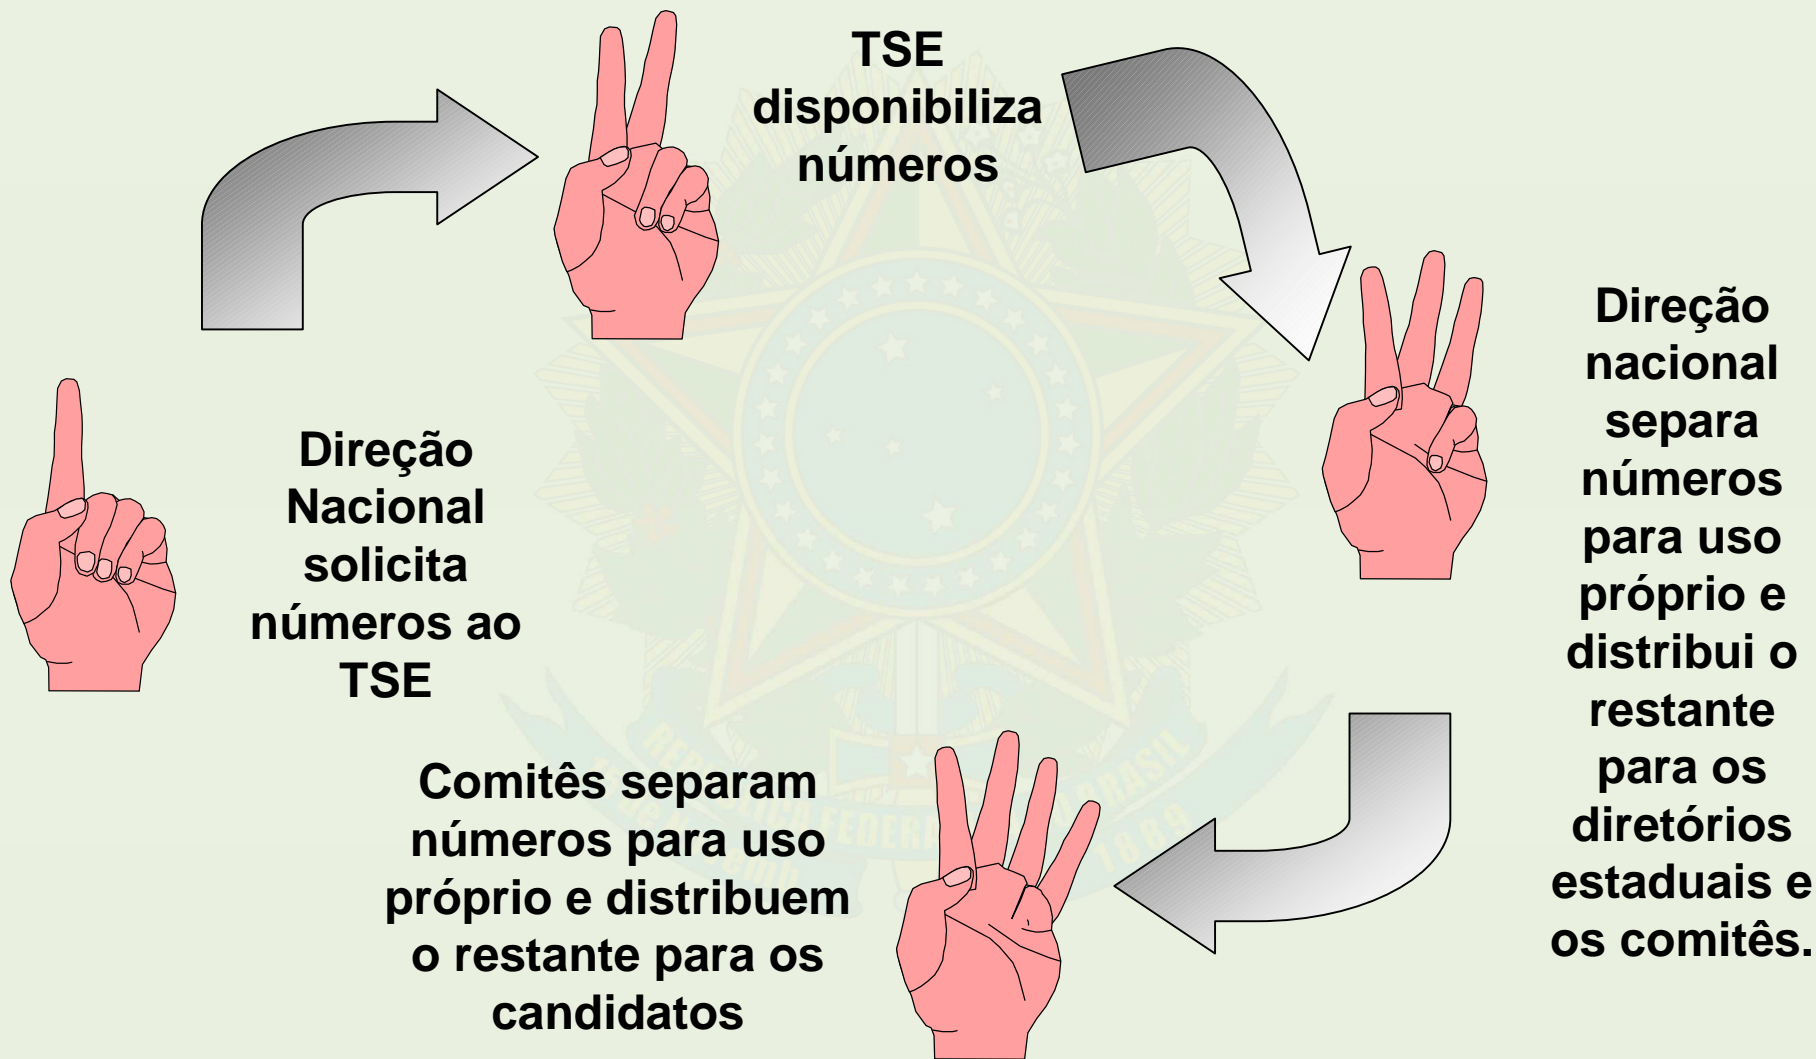 Direção
Nacional
solicita
números ao
TSE
TSE
disponibiliza
números
Direção
nacional
separa
números
para uso
próprio e
distribui o
restante
para os
diretórios
estaduais e
os comitês.
Comitês separam
números para uso
próprio e distribuem
o restante para os
candidatos